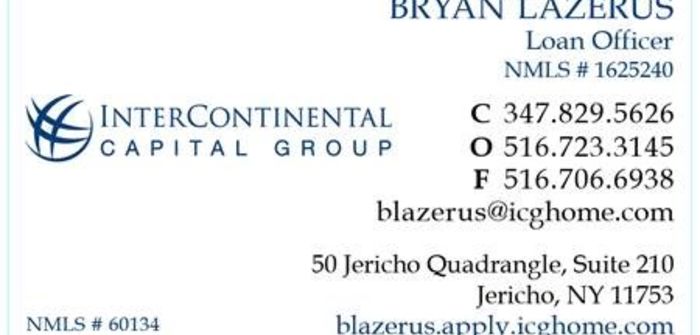 BRYAN LAZERUS
Loan Officer
NMLS # 1625240
INTERCONTINENTAL
CAPITAL GROUP
C 347.829.5626
O 516.723.3145
F 516.706.6938
blazerus@icghome.com
50 Jericho Quadrangle, Suite 210
Jericho, NY 11753
NMLS # 60134
blazerus.apply.icghome.com